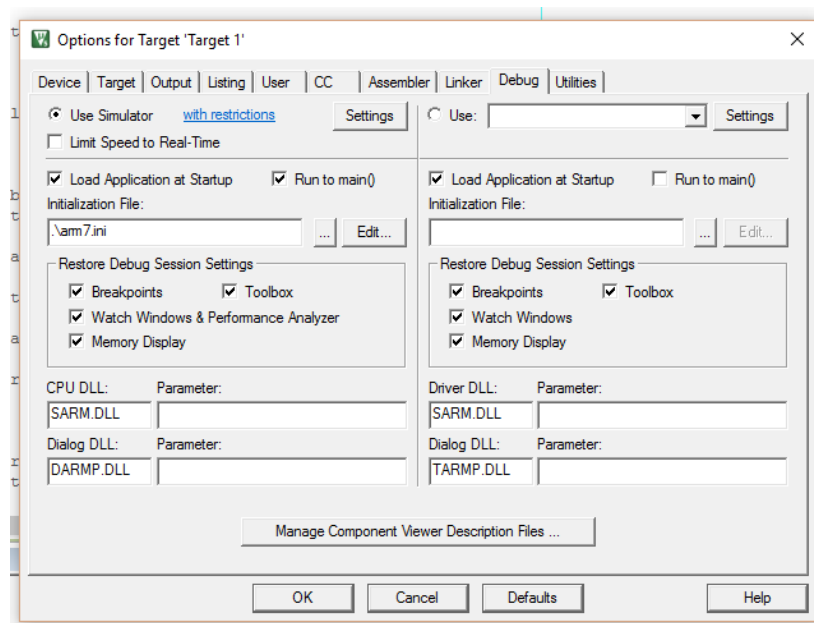 Options for Target 'Target 1'
Device Target Output Listing User CC Assembler Linker Debug Utilities
Use Simulator with restrictions Settings
Limit Speed to Real-Time
Load Application at Startup Run to main()
Initialization File:
.\arm7.ini ... Edit...
Restore Debug Session Settings
Breakpoints Toolbox
Watch Windows & Performance Analyzer
Memory Display
CPU DLL: Parameter:
SARM.DLL
Dialog DLL: Parameter:
DARMP.DLL
Use: Settings
Load Application at Startup Run to main()
Initialization File:
... Edit...
Restore Debug Session Settings
Breakpoints Toolbox
Watch Windows
Memory Display
Driver DLL: Parameter:
SARM.DLL
Dialog DLL: Parameter:
TARMP.DLL
Manage Component Viewer Description Files ...
OK Cancel Defaults Help